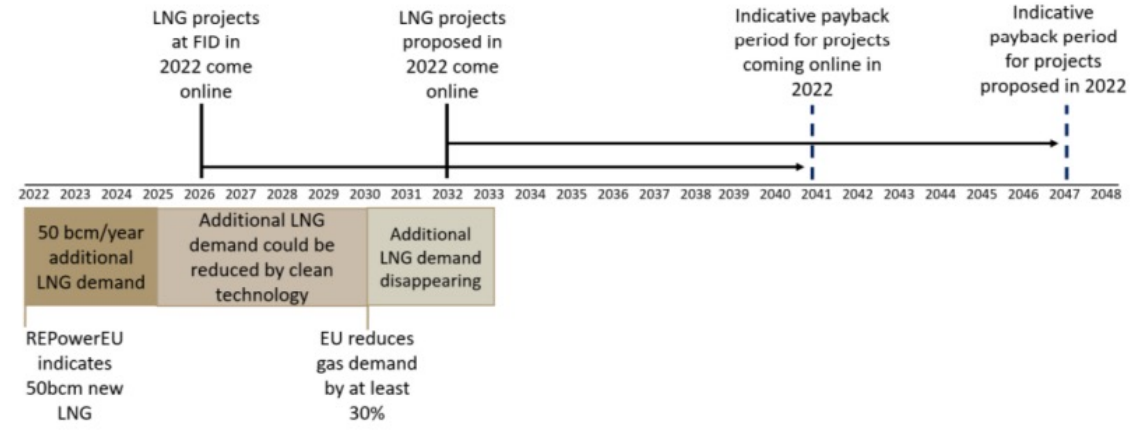 LNG projects
at FID in
2022 come
online
LNG projects
proposed in
2022 come
online
Indicative payback
period for projects
coming online in
2022
Indicative
payback period
for projects
proposed in 2022
2022 2023 2024 2025 2026 2027 2028 2029 2030 2031 2032 2033 2034 2035 2036 2037 2038 2039 2040 2041 2042 2043 2044 2045 2046 2047 2048
50 bcm/year
additional
LNG demand
Additional LNG
demand could be
reduced by clean
technology
Additional
LNG demand
disappearing
REPowerEU
indicates
50bcm new
LNG
EU reduces
gas demand
by at least
30%